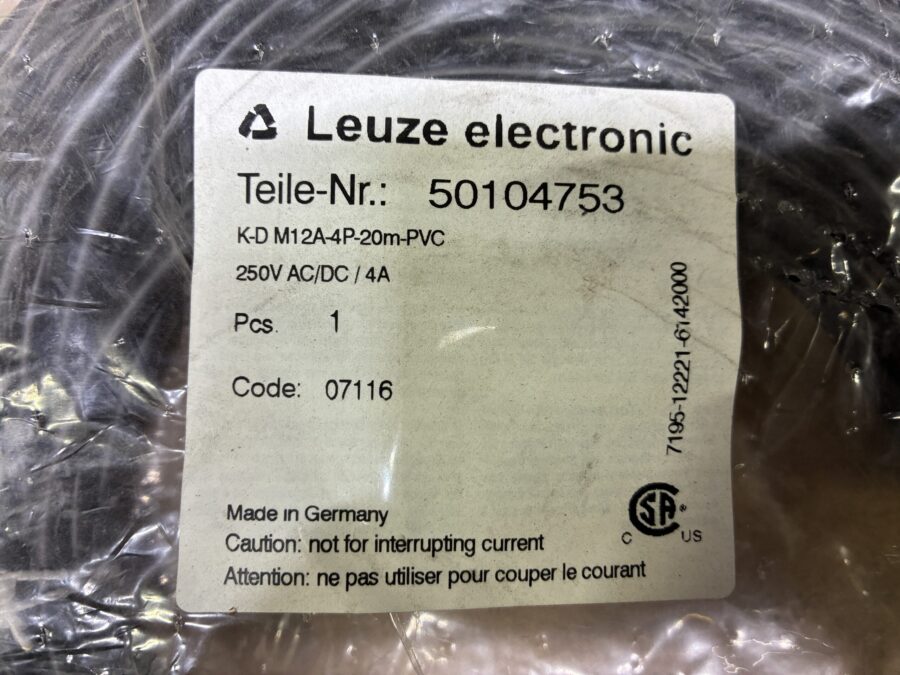 Leuze electronic
Teile-Nr.: 50104753
K-D M12A-4P-20m-PVC
250V AC/DC / 4A
Pcs. 1
Code: 07116
7195-12221-6142000
Made in Germany
Caution: not for interrupting current
Attention: ne pas utiliser pour couper le courant
SA®
C US